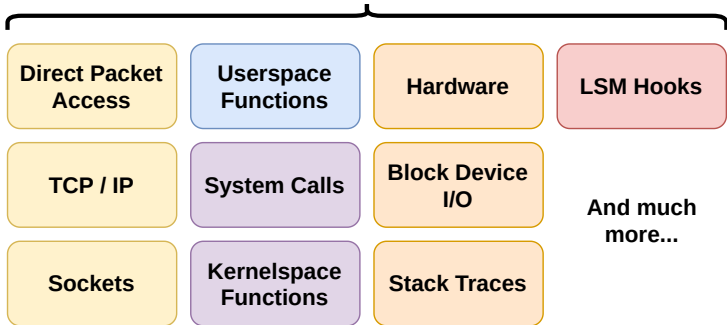 Direct Packet
Access
Userspace
Functions
Hardware
LSM Hooks
TCP / IP
System Calls
Block Device
I/O
And much
more...
Sockets
Kernelspace
Functions
Stack Traces